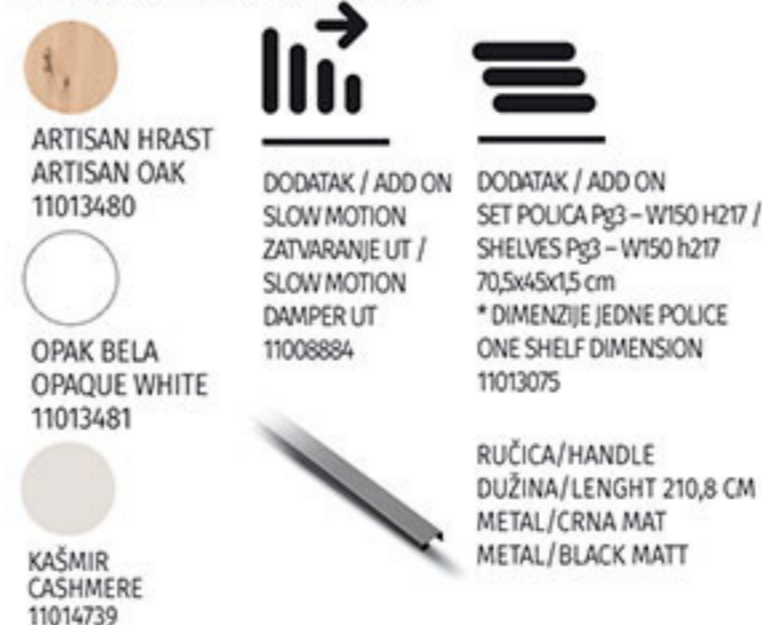 ARTISAN HRAST
ARTISAN OAK
11013480
OPAK BELA
OPAQUE WHITE
11013481
KAŠMIR
CASHMERE
11014739
DODATAK / ADD ON
SLOW MOTION
ZATVARANJE UT /
SLOW MOTION
DAMPER UT
11008884
DODATAK / ADD ON
SET POLICA Pg3 – W150 H217 /
SHELVES Pg3 – W150 h217
70,5x45x1,5 cm
* DIMENZIJE JEDNE POLICE
ONE SHELF DIMENSION
11013075
RUČICA/HANDLE
DUŽINA/LENGHT 210,8 CM
METAL/CRNA MAT
METAL/BLACK MATT